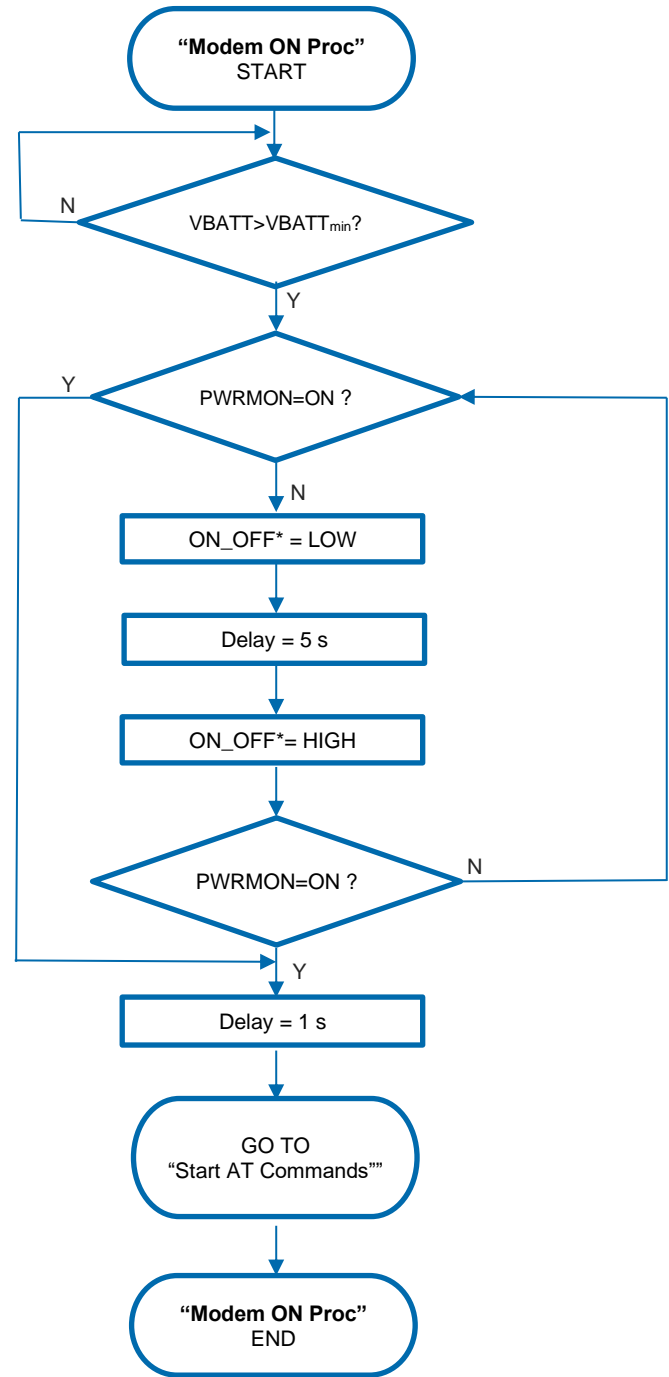 “Modem ON Proc”
START
N
VBATT>VBATTmin?
Y
Y
PWRMON=ON ?
N
ON_OFF* = LOW
Delay = 5 s
ON_OFF*= HIGH
PWRMON=ON ?
N
Y
Delay = 1 s
GO TO
“Start AT Commands””
“Modem ON Proc”
END